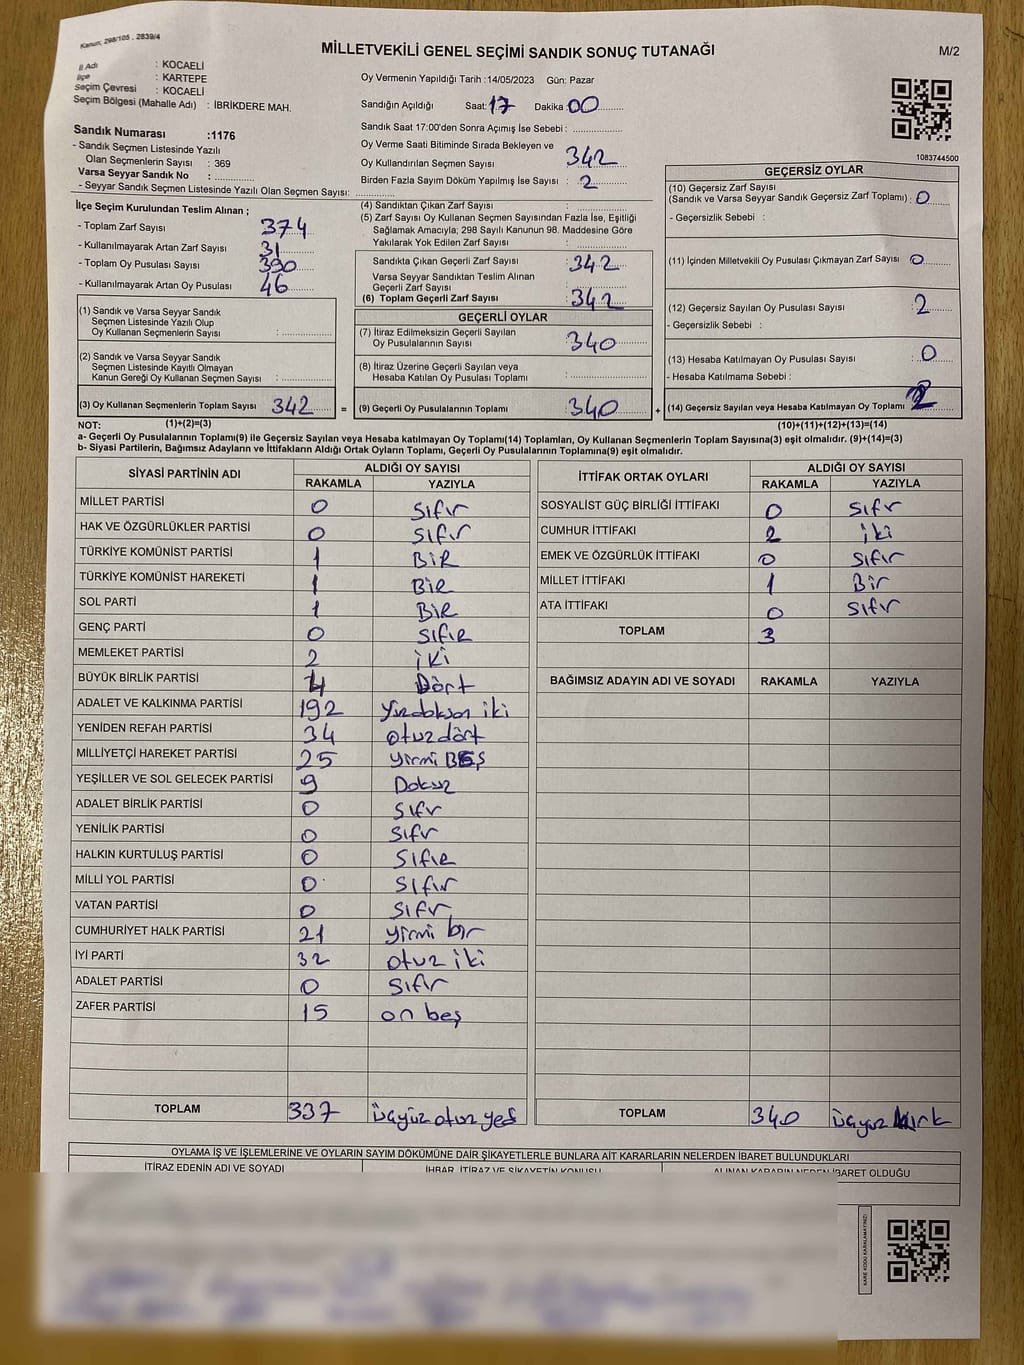 Kanun; 298/105 . 2839/4
MİLLETVEKİLİ GENEL SEÇİMİ SANDIK SONUÇ TUTANAĞI
M/2
İl Adı : KOCAELİ
İlçe : KARTEPE
Seçim Çevresi : KOCAELİ
Seçim Bölgesi (Mahalle Adı) : İBRİKDERE MAH.
Sandık Numarası :1176
- Sandık Seçmen Listesinde Yazılı
Olan Seçmenlerin Sayısı : 369
Varsa Seyyar Sandık No :
- Seyyar Sandık Seçmen Listesinde Yazılı Olan Seçmen Sayısı:
Oy Vermenin Yapıldığı Tarih :14/05/2023 Gün: Pazar
Sandığın Açıldığı Saat: 17 Dakika 00
Sandık Saat 17:00'den Sonra Açımış İse Sebebi :
Oy Verme Saati Bitiminde Sırada Bekleyen ve
Oy Kullandırılan Seçmen Sayısı : 342
Birden Fazla Sayım Döküm Yapılmış İse Sayısı : 2
1083744500
İlçe Seçim Kurulundan Teslim Alınan ;
- Toplam Zarf Sayısı 374
- Kullanılmayarak Artan Zarf Sayısı 31
- Toplam Oy Pusulası Sayısı 390
- Kullanılmayarak Artan Oy Pusulası 46
(1) Sandık ve Varsa Seyyar Sandık
Seçmen Listesinde Yazılı Olup
Oy Kullanan Seçmenlerin Sayısı :
(2) Sandık ve Varsa Seyyar Sandık
Seçmen Listesinde Kayıtlı Olmayan
Kanun Gereği Oy Kullanan Seçmen Sayısı :
(3) Oy Kullanan Seçmenlerin Toplam Sayısı 342 =
(4) Sandıktan Çıkan Zarf Sayısı :
(5) Zarf Sayısı Oy Kullanan Seçmen Sayısından Fazla İse, Eşitliği
Sağlamak Amacıyla; 298 Sayılı Kanunun 98. Maddesine Göre
Yakılarak Yok Edilen Zarf Sayısı :
Sandıkta Çıkan Geçerli Zarf Sayısı : 342
Varsa Seyyar Sandıktan Teslim Alınan
Geçerli Zarf Sayısı :
(6) Toplam Geçerli Zarf Sayısı : 342
GEÇERLİ OYLAR
(7) İtiraz Edilmeksizin Geçerli Sayılan
Oy Pusulalarının Sayısı : 340
(8) İtiraz Üzerine Geçerli Sayılan veya
Hesaba Katılan Oy Pusulası Toplamı :
(9) Geçerli Oy Pusulalarının Toplamı : 340 +
GEÇERSİZ OYLAR
(10) Geçersiz Zarf Sayısı
(Sandık ve Varsa Seyyar Sandık Geçersiz Zarf Toplamı) : 0
- Geçersizlik Sebebi :
(11) İçinden Milletvekili Oy Pusulası Çıkmayan Zarf Sayısı : 0
(12) Geçersiz Sayılan Oy Pusulası Sayısı : 2
- Geçersizlik Sebebi :
(13) Hesaba Katılmayan Oy Pusulası Sayısı : 0
- Hesaba Katılmama Sebebi :
(14) Geçersiz Sayılan veya Hesaba Katılmayan Oy Toplamı : 2
NOT: (1)+(2)=(3) (10)+(11)+(12)+(13)=(14)
a- Geçerli Oy Pusulalarının Toplamı(9) ile Geçersiz Sayılan veya Hesaba katılmayan Oy Toplamı(14) Toplamları, Oy Kullanan Seçmenlerin Toplam Sayısına(3) eşit olmalıdır. (9)+(14)=(3)
b- Siyasi Partilerin, Bağımsız Adayların ve İttifakların Aldığı Ortak Oyların Toplamı, Geçerli Oy Pusulalarının Toplamına(9) eşit olmalıdır.
SİYASİ PARTİNİN ADI ALDIĞI OY SAYISI
RAKAMLA YAZIYLA
MİLLET PARTİSİ 0 Sıfır
HAK VE ÖZGÜRLÜKLER PARTİSİ 0 Sıfır
TÜRKİYE KOMÜNİST PARTİSİ 1 BİR
TÜRKİYE KOMÜNİST HAREKETİ 1 BİR
SOL PARTİ 1 BİR
GENÇ PARTİ 0 SIFIR
MEMLEKET PARTİSİ 2 iKi
BÜYÜK BİRLİK PARTİSİ 4 Dört
ADALET VE KALKINMA PARTİSİ 192 Yüzdoksan iki
YENİDEN REFAH PARTİSİ 34 otuzdört
MİLLİYETÇİ HAREKET PARTİSİ 25 yirmi BEŞ
YEŞİLLER VE SOL GELECEK PARTİSİ 9 Dokuz
ADALET BİRLİK PARTİSİ 0 Sıfır
YENİLİK PARTİSİ 0 Sıfır
HALKIN KURTULUŞ PARTİSİ 0 SIFIR
MİLLİ YOL PARTİSİ 0 Sıfır
VATAN PARTİSİ 0 Sıfır
CUMHURİYET HALK PARTİSİ 21 yirmi bir
İYİ PARTİ 32 otuz iki
ADALET PARTİSİ 0 Sıfır
ZAFER PARTİSİ 15 on beş
TOPLAM 337 üçyüz otuz yedi
İTTİFAK ORTAK OYLARI ALDIĞI OY SAYISI
RAKAMLA YAZIYLA
SOSYALİST GÜÇ BİRLİĞİ İTTİFAKI 0 Sıfır
CUMHUR İTTİFAKI 2 iki
EMEK VE ÖZGÜRLÜK İTTİFAKI 0 Sıfır
MİLLET İTTİFAKI 1 Bir
ATA İTTİFAKI 0 Sıfır
TOPLAM 3
BAĞIMSIZ ADAYIN ADI VE SOYADI RAKAMLA YAZIYLA
TOPLAM 340 üçyüz kırk
OYLAMA İŞ VE İŞLEMLERİNE VE OYLARIN SAYIM DÖKÜMÜNE DAİR ŞİKAYETLERLE BUNLARA AİT KARARLARIN NELERDEN İBARET BULUNDUKLARI
İTİRAZ EDENİN ADI VE SOYADI İHBAR, İTİRAZ VE ŞİKAYETİN KONUSU ALINAN KARARIN NEDEN İBARET OLDUĞU
KARE KODU KARALAMAYINIZ!